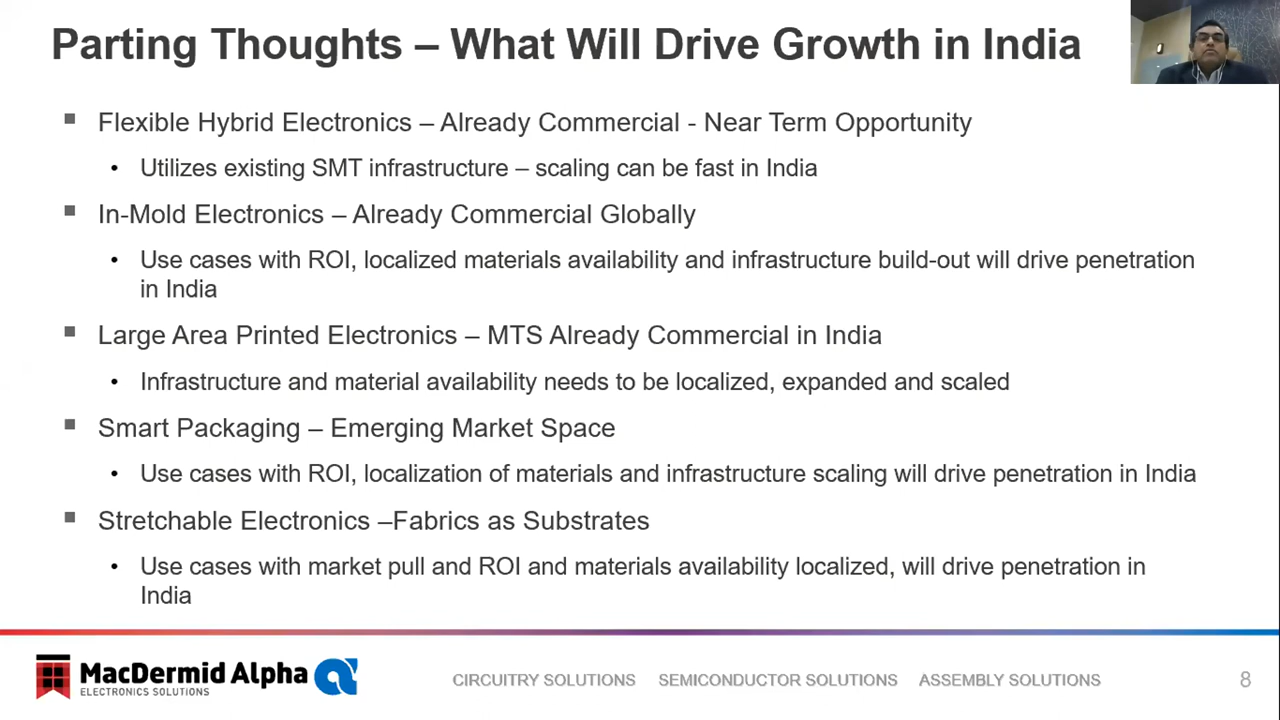 Parting Thoughts – What Will Drive Growth in India
Flexible Hybrid Electronics – Already Commercial - Near Term Opportunity
Utilizes existing SMT infrastructure – scaling can be fast in India
In-Mold Electronics – Already Commercial Globally
Use cases with ROI, localized materials availability and infrastructure build-out will drive penetration
in India
Large Area Printed Electronics – MTS Already Commercial in India
Infrastructure and material availability needs to be localized, expanded and scaled
Smart Packaging – Emerging Market Space
Use cases with ROI, localization of materials and infrastructure scaling will drive penetration in India
Stretchable Electronics –Fabrics as Substrates
Use cases with market pull and ROI and materials availability localized, will drive penetration in
India
MacDermid Alpha
ELECTRONICS SOLUTIONS
CIRCUITRY SOLUTIONS SEMICONDUCTOR SOLUTIONS ASSEMBLY SOLUTIONS
8